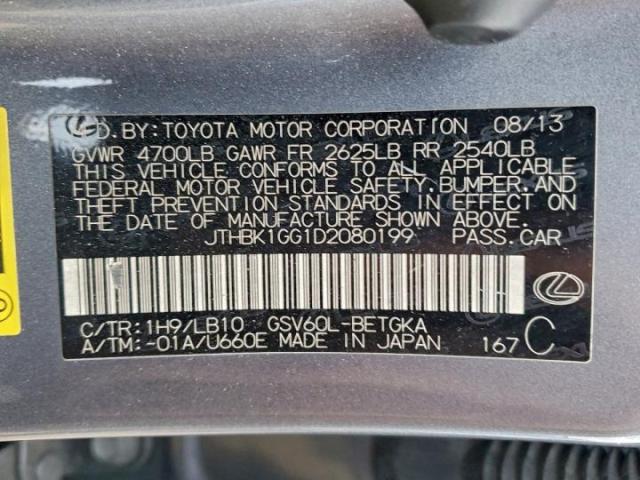 MFD. BY: TOYOTA MOTOR CORPORATION 08/13
GVWR 4700LB GAWR FR 2625LB RR 2540LB
THIS VEHICLE CONFORMS TO ALL APPLICABLE
FEDERAL MOTOR VEHICLE SAFETY, BUMPER, AND
THEFT PREVENTION STANDARDS IN EFFECT ON
THE DATE OF MANUFACTURE SHOWN ABOVE.
JTHBK1GG1D2080199 PASS. CAR
C/TR: 1H9/LB10 GSV60L-BETGKA
A/TM: -01A/U660E MADE IN JAPAN 167 C